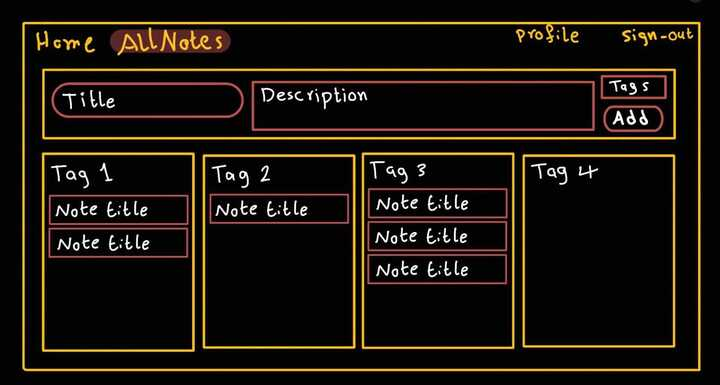 Home AllNotes Profile Sign-out
Title
Description
Tags
Add
Tag 1
Note title
Note title
Tag 2
Note title
Tag 3
Note title
Note title
Note title
Tag 4